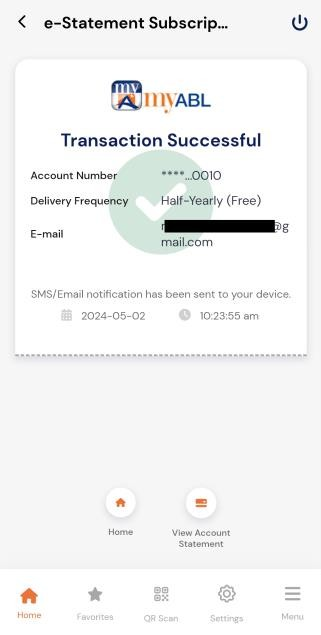 e-Statement Subscrip...
my
A
myABL
Transaction Successful
Account Number ****...0010
Delivery Frequency Half-Yearly (Free)
E-mail r @g
mail.com
SMS/Email notification has been sent to your device.
2024-05-02 10:23:55 am
Home View Account
Statement
Home Favorites QR Scan Settings Menu